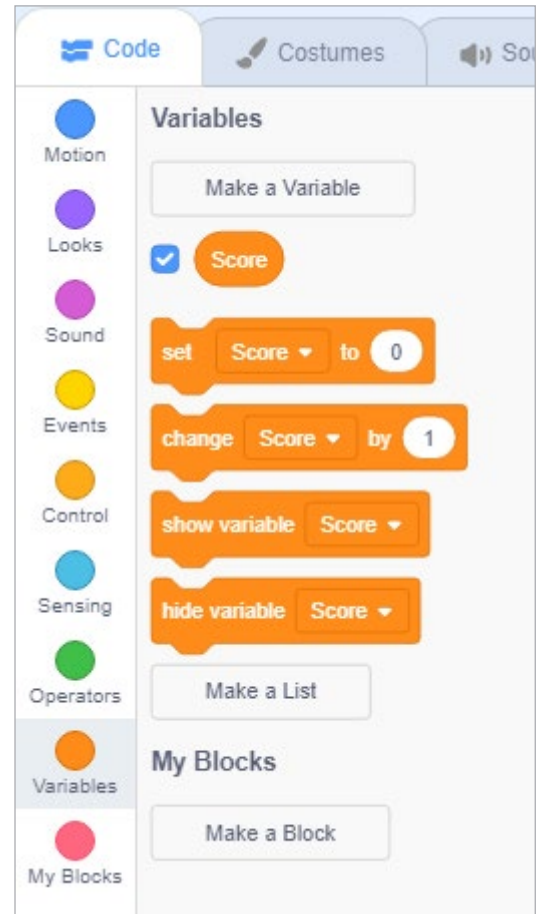 Code
Costumes
Variables
Motion
Make a Variable
Looks
Score
Sound
set Score to 0
Events
change Score by 1
Control
show variable Score
Sensing
hide variable Score
Operators
Make a List
Variables
My Blocks
Make a Block
My Blocks